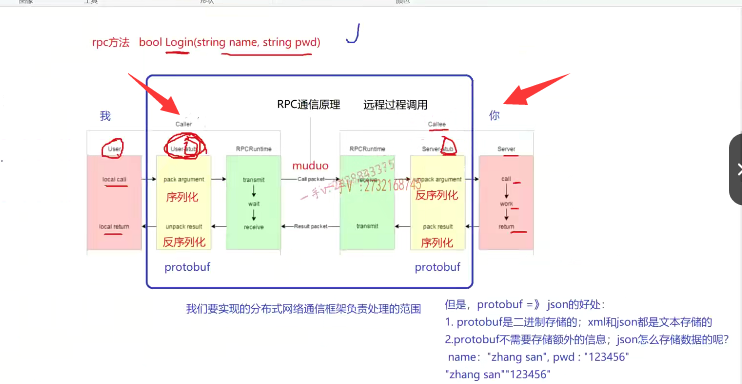 rpc方法 bool Login(string name, string pwd)
我
RPC通信原理 远程过程调用
你
Caller
Callee
User
User-stub
RPCRuntime
RPCRuntime
Server-stub
Server
muduo
local call
pack argument
transmit
Call packet
receive
unpack argument
call
序列化
反序列化
wait
work
local return
unpack result
receive
Result packet
transmit
pack result
return
反序列化
序列化
protobuf
protobuf
我们要实现的分布式网络通信框架负责处理的范围
但是，protobuf =》 json的好处：
1. protobuf是二进制存储的；xml和json都是文本存储的
2.protobuf不需要存储额外的信息；json怎么存储数据的呢？
name： "zhang san", pwd : "123456"
"zhang san""123456"